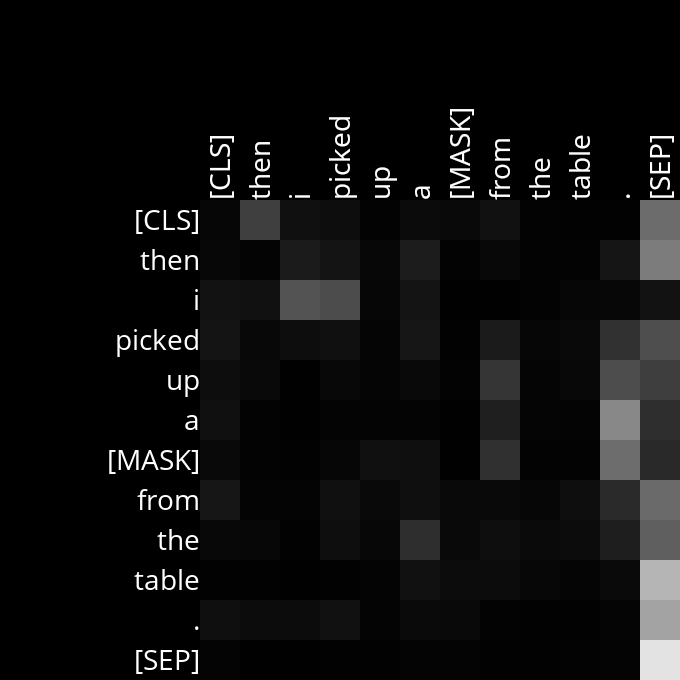 [CLS] then i picked up a [MASK] from the table . [SEP]
[CLS]
then
i
picked
up
a
[MASK]
from
the
table
.
[SEP]